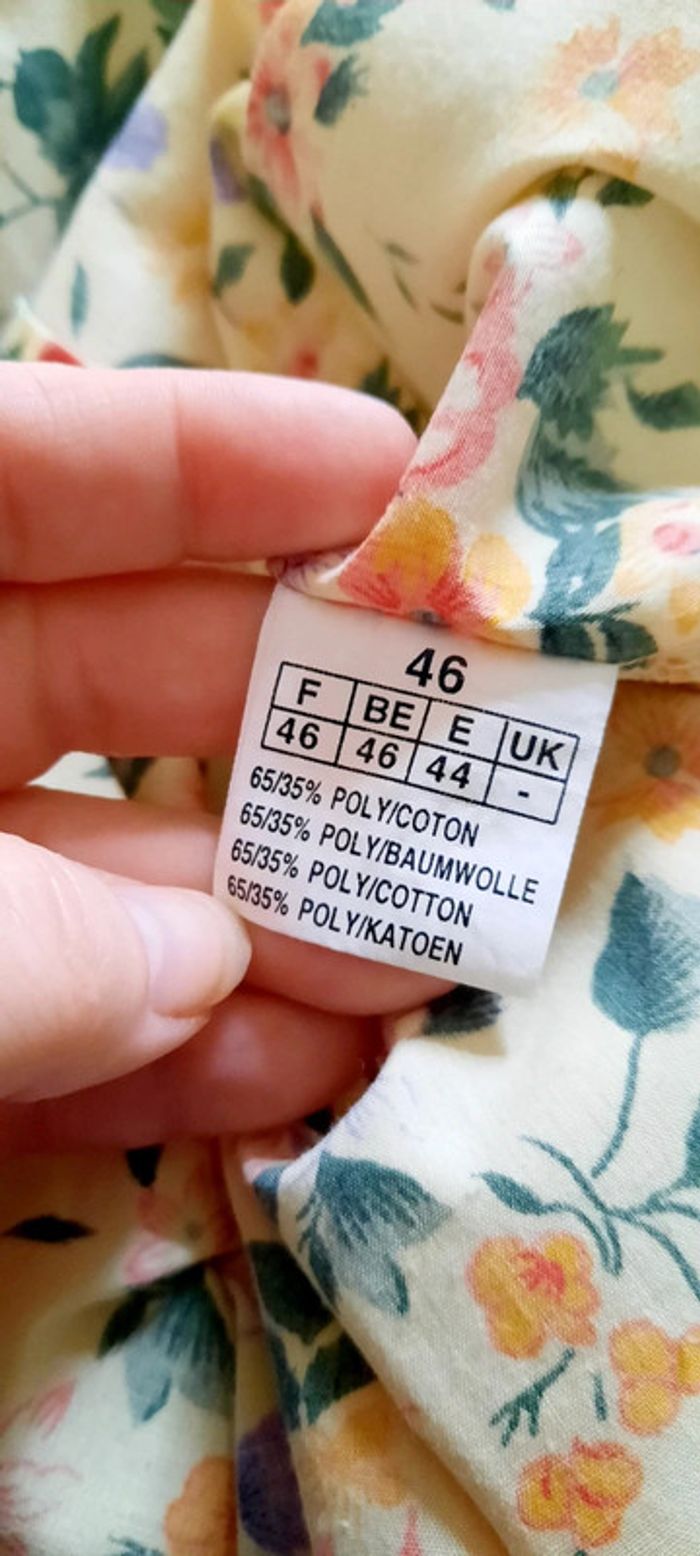 46
F BE E UK
46 46 44 -
65/35% POLY/COTON
65/35% POLY/BAUMWOLLE
65/35% POLY/COTTON
65/35% POLY/KATOEN